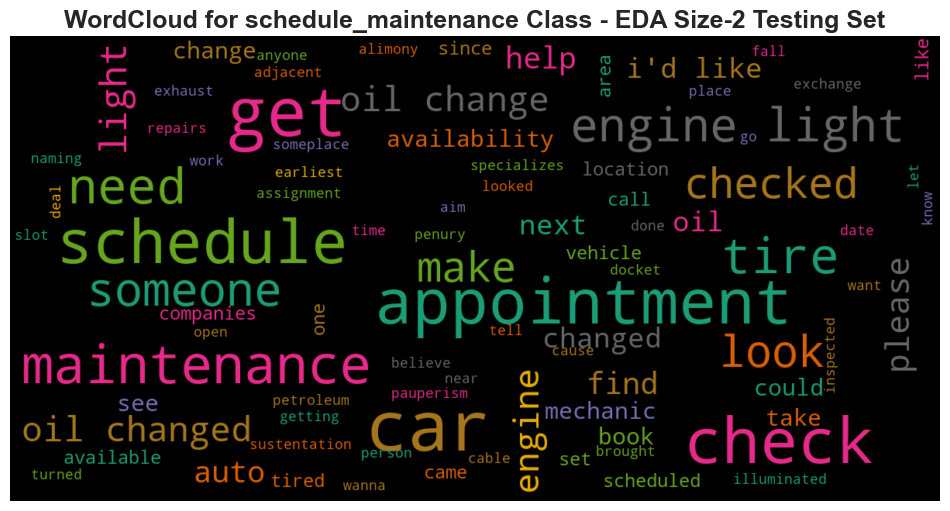 WordCloud for schedule_maintenance Class - EDA Size-2 Testing Set
change
anyone
alimony
since
help
fall
like
light
adjacent
i'd like
area
exhaust
get
oil change
place
exchange
repairs
someplace
availability
engine light
go
naming
work
earliest
specializes
location
checked
let
need
deal
assignment
looked
call
know
aim
slot
schedule
time
penury
next
done
oil
date
vehicle
tire
make
docket
someone
appointment
want
please
companies
one
open
tell
changed
maintenance
believe
cause
look
inspected
near
see
petroleum
pauperism
engine
find
could
getting
car
mechanic
take
oil changed
sustentation
book
check
available
person
cable
brought
turned
auto
tired
wanna
came
set
scheduled
illuminated